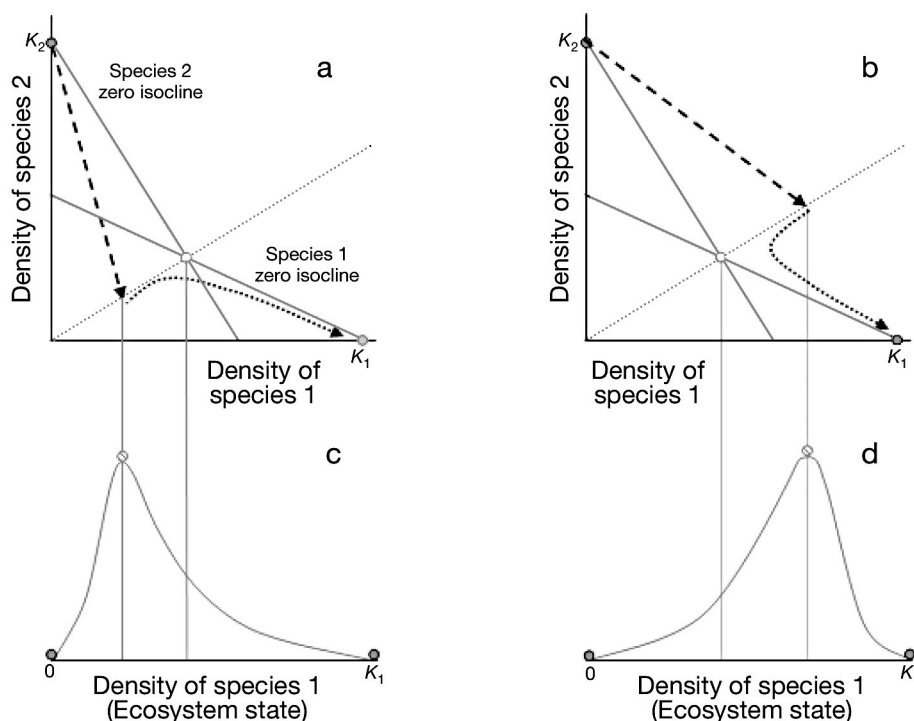 a
K2
Species 2
zero isocline
Density of species 2
Species 1
zero isocline
K1
Density of
species 1
b
K2
Density of species 2
K1
Density of
species 1
c
0
K1
Density of species 1
(Ecosystem state)
d
0
K
Density of species 1
(Ecosystem state)